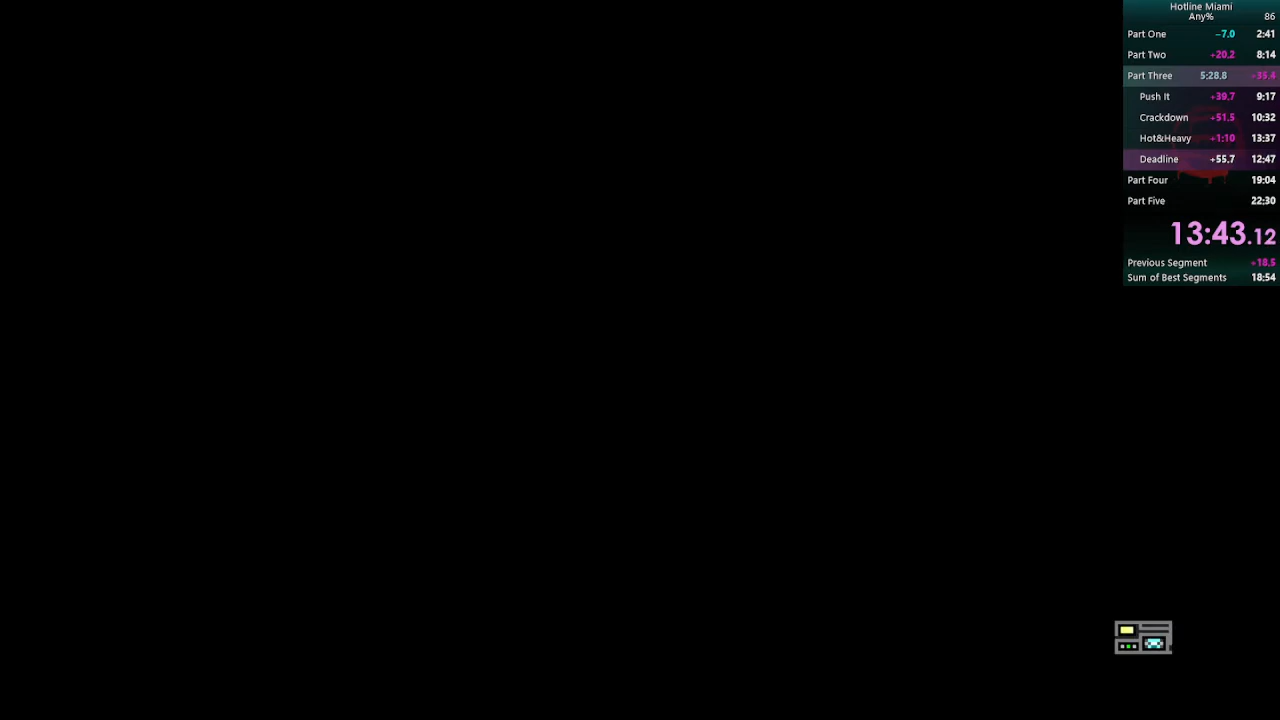 Hotline Miami
Any% 86
Part One −7.0 2:41
Part Two +20.2 8:14
Part Three 5:28.8 +35.4
Push It +39.7 9:17
Crackdown +51.5 10:32
Hot&Heavy +1:10 13:37
Deadline +55.7 12:47
Part Four 19:04
Part Five 22:30
13:43.12
Previous Segment +18.5
Sum of Best Segments 18:54